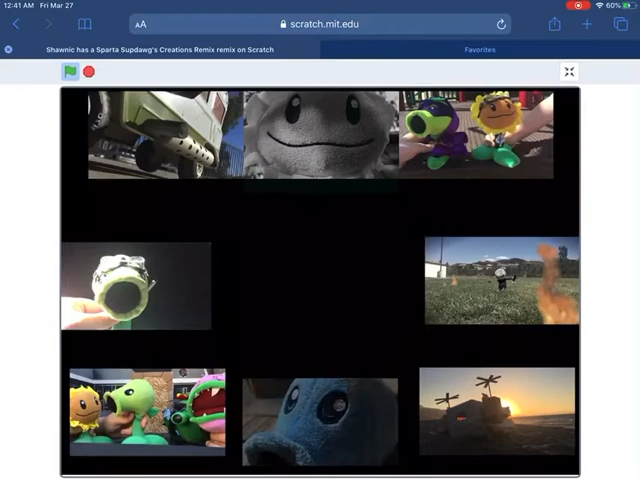 12:41 AM Fri Mar 27
60%
AA
scratch.mit.edu
Shawnic has a Sparta Supdawg's Creations Remix remix on Scratch
Favorites